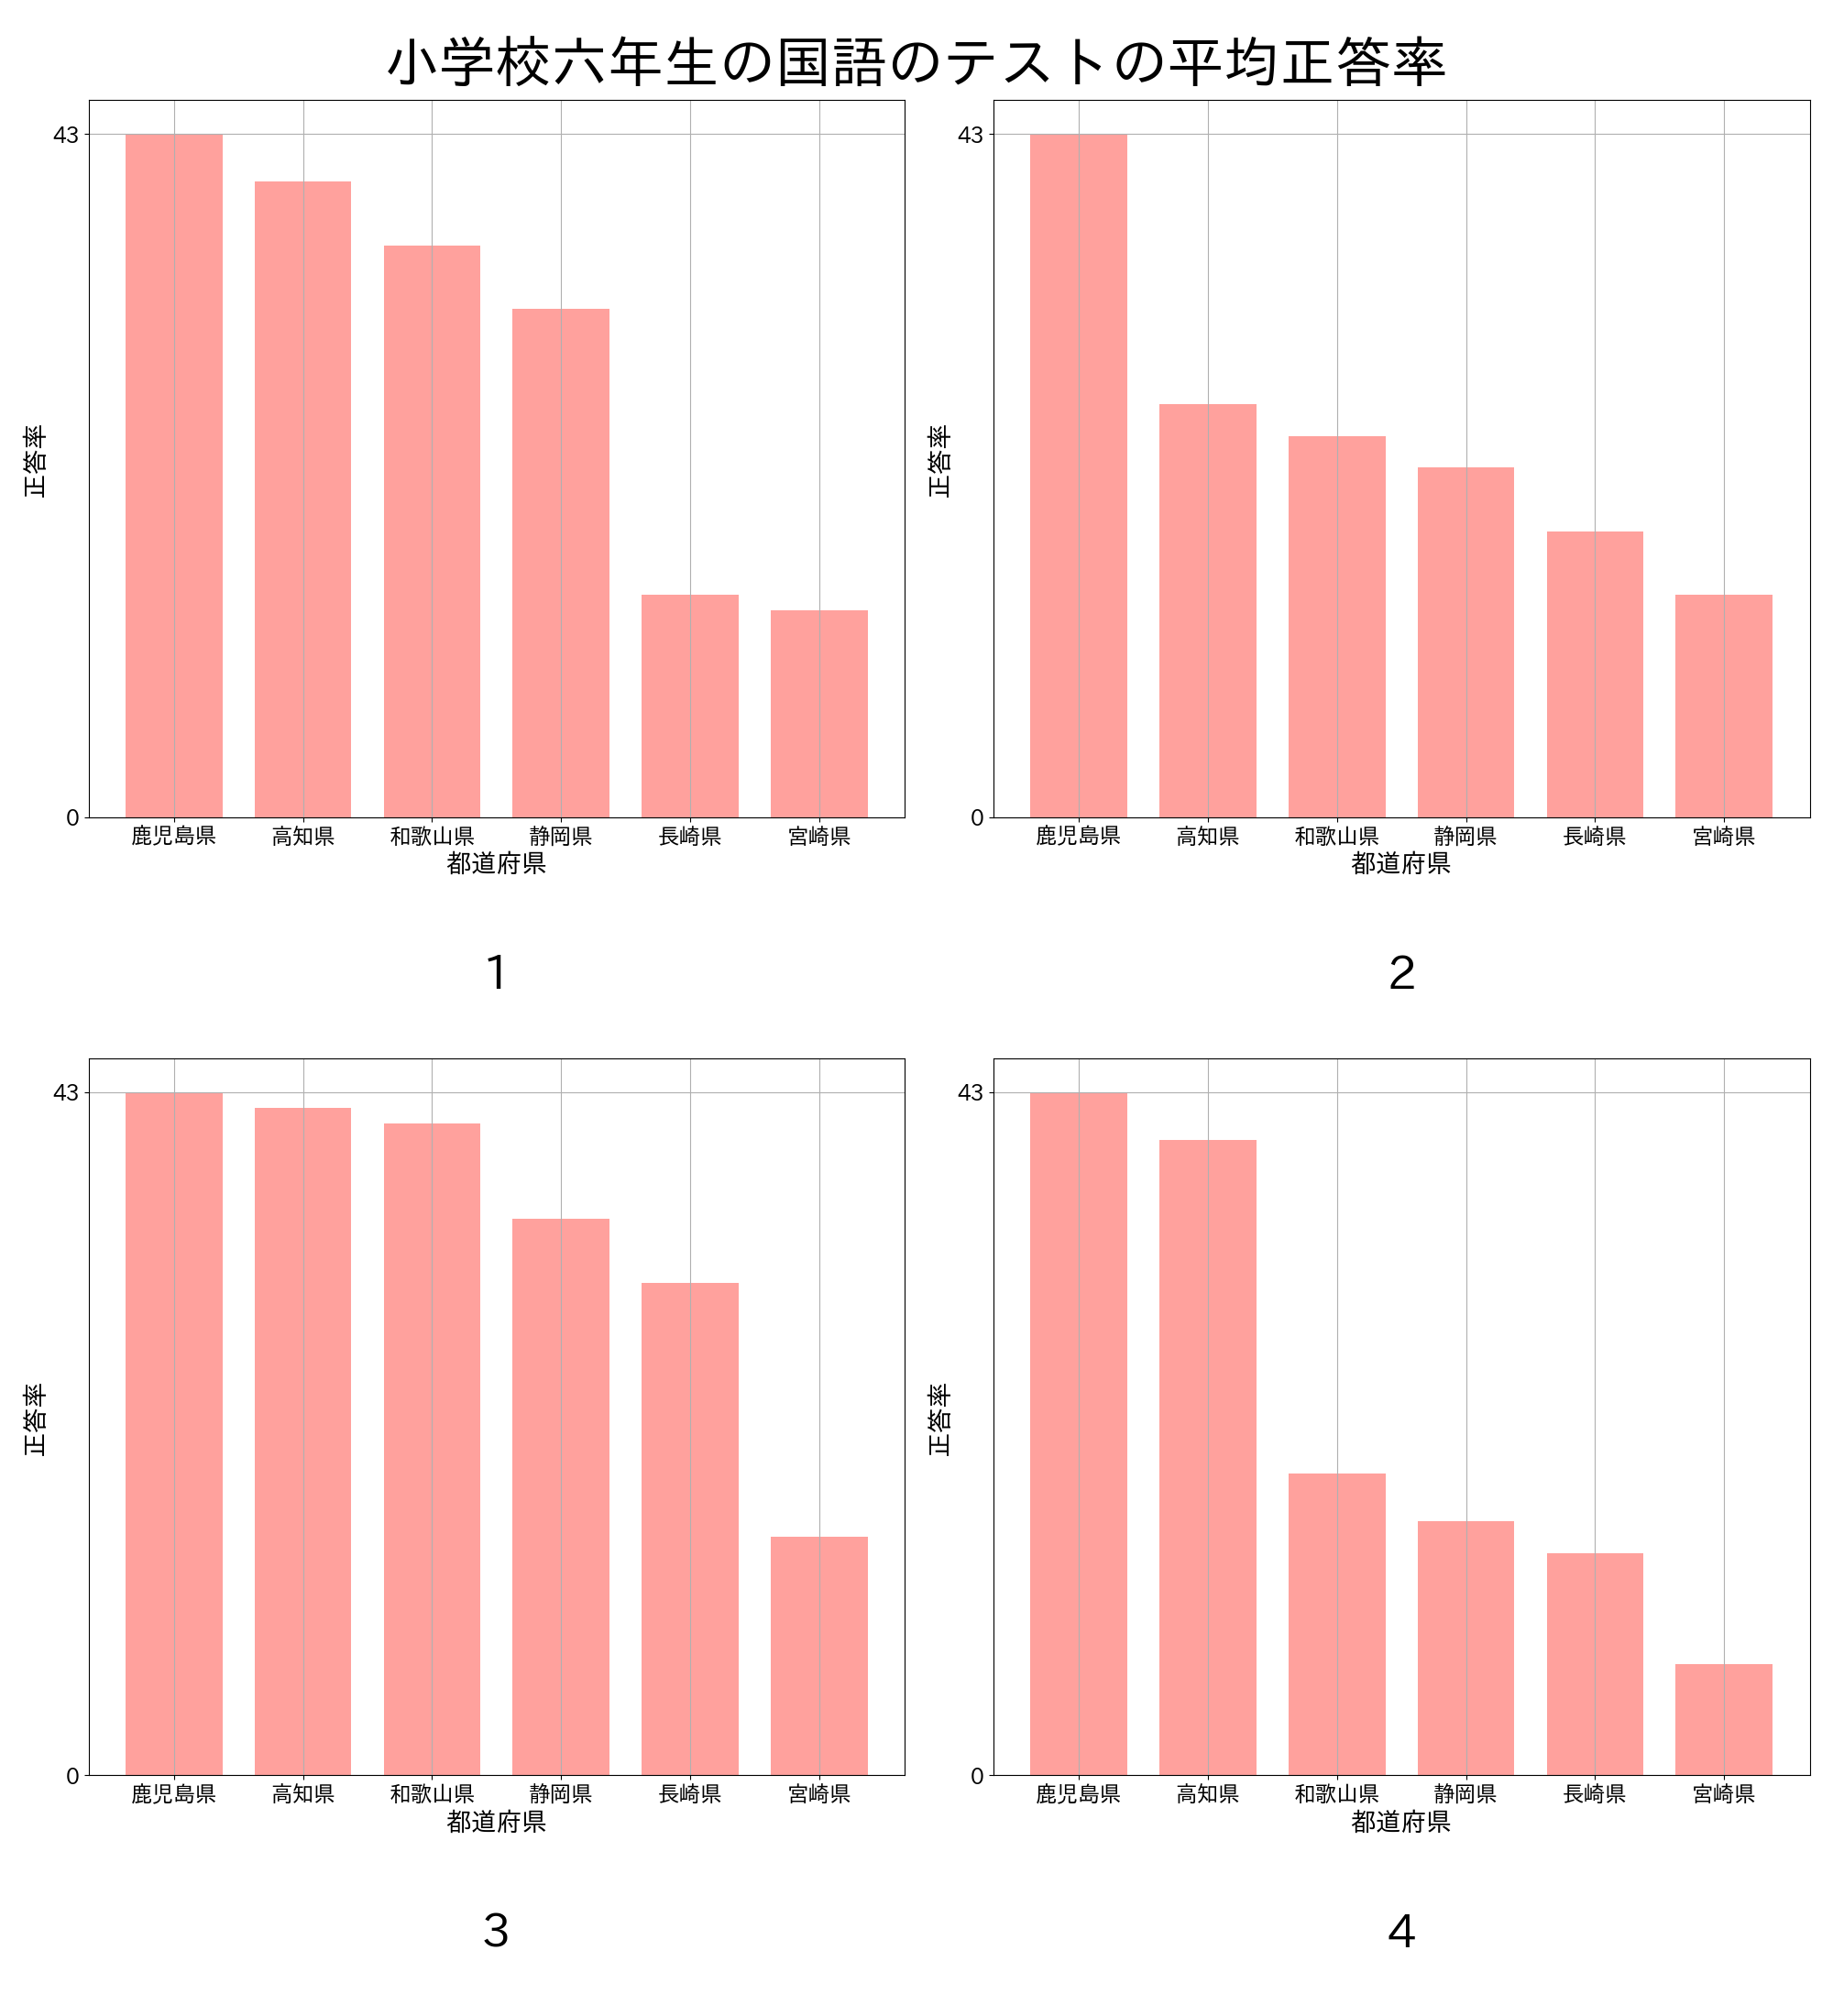 小学校六年生の国語のテストの平均正答率
43
0
正答率
鹿児島県 高知県 和歌山県 静岡県 長崎県 宮崎県
都道府県
1
43
0
正答率
鹿児島県 高知県 和歌山県 静岡県 長崎県 宮崎県
都道府県
2
43
0
正答率
鹿児島県 高知県 和歌山県 静岡県 長崎県 宮崎県
都道府県
3
43
0
正答率
鹿児島県 高知県 和歌山県 静岡県 長崎県 宮崎県
都道府県
4